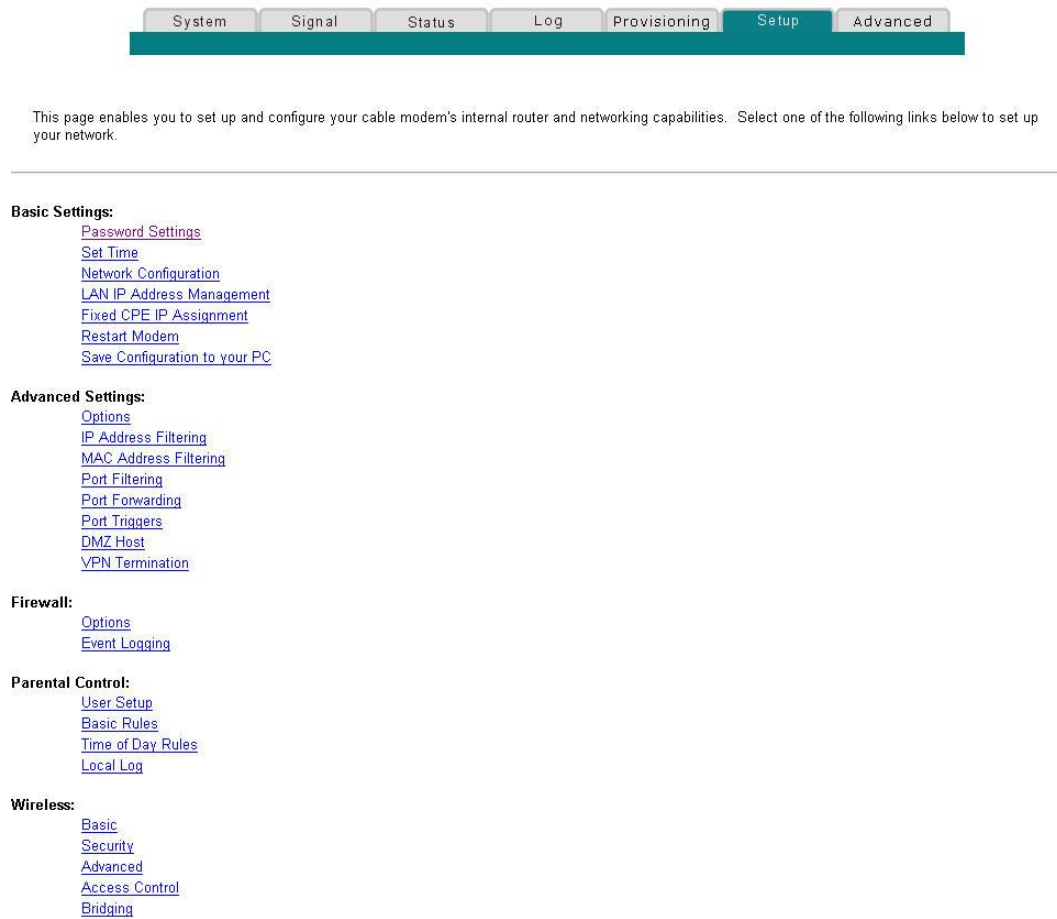 System Signal Status Log Provisioning Setup Advanced
This page enables you to set up and configure your cable modem's internal router and networking capabilities. Select one of the following links below to set up
your network.
Basic Settings:
Password Settings
Set Time
Network Configuration
LAN IP Address Management
Fixed CPE IP Assignment
Restart Modem
Save Configuration to your PC
Advanced Settings:
Options
IP Address Filtering
MAC Address Filtering
Port Filtering
Port Forwarding
Port Triggers
DMZ Host
VPN Termination
Firewall:
Options
Event Logging
Parental Control:
User Setup
Basic Rules
Time of Day Rules
Local Log
Wireless:
Basic
Security
Advanced
Access Control
Bridging